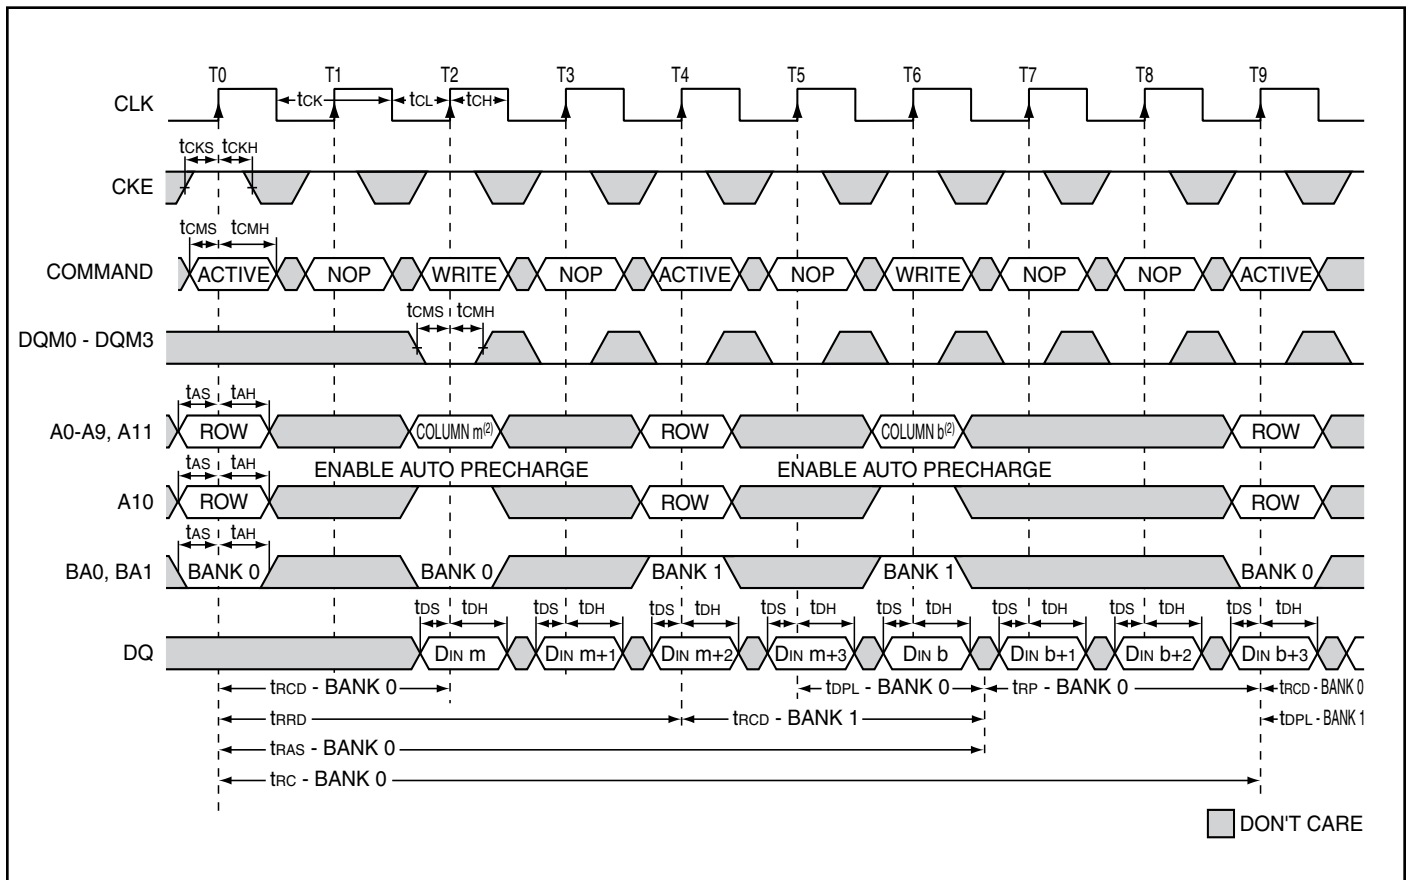 T0 T1 T2 T3 T4 T5 T6 T7 T8 T9
CLK tCK tCL tCH
tCKS tCKH
CKE
tCMS tCMH
COMMAND ACTIVE NOP WRITE NOP ACTIVE NOP WRITE NOP NOP ACTIVE
tCMS tCMH
DQM0 - DQM3
tAS tAH
A0-A9, A11 ROW COLUMN m(2) ROW COLUMN b(2) ROW
tAS tAH ENABLE AUTO PRECHARGE ENABLE AUTO PRECHARGE
A10 ROW ROW ROW
tAS tAH
BA0, BA1 BANK 0 BANK 0 BANK 1 BANK 1 BANK 0
tDS tDH tDS tDH tDS tDH tDS tDH tDS tDH tDS tDH tDS tDH tDS tDH
DQ DIN m DIN m+1 DIN m+2 DIN m+3 DIN b DIN b+1 DIN b+2 DIN b+3
tRCD - BANK 0 tDPL - BANK 0 tRP - BANK 0 tRCD - BANK 0
tRRD tRCD - BANK 1 tDPL - BANK 1
tRAS - BANK 0
tRC - BANK 0
DON'T CARE